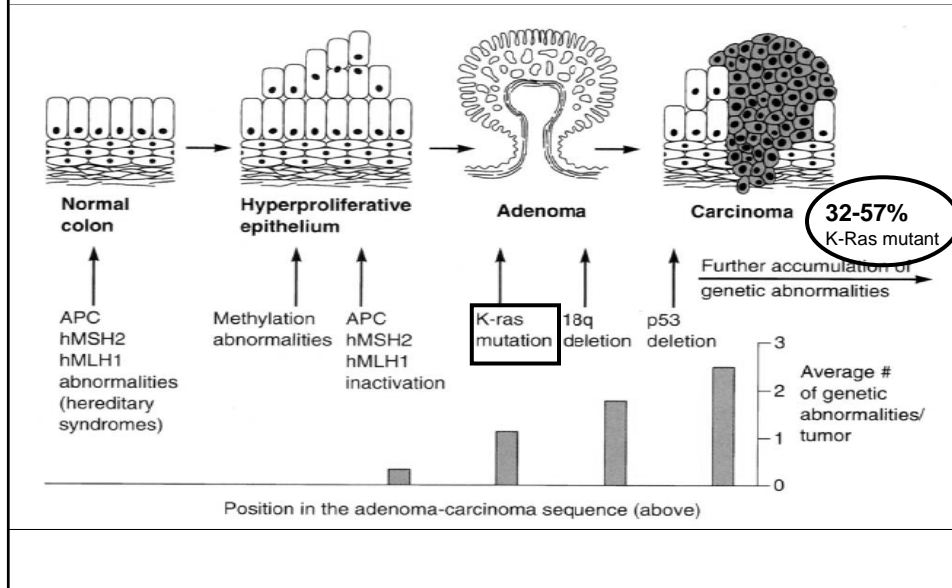 Normal
colon
Hyperproliferative
epithelium
Adenoma
Carcinoma
32-57%
K-Ras mutant
Further accumulation of
genetic abnormalities
APC
hMSH2
hMLH1
abnormalities
(hereditary
syndromes)
Methylation
abnormalities
APC
hMSH2
hMLH1
inactivation
K-ras
mutation
18q
deletion
p53
deletion
3
2
1
0
Average #
of genetic
abnormalities/
tumor
Position in the adenoma-carcinoma sequence (above)